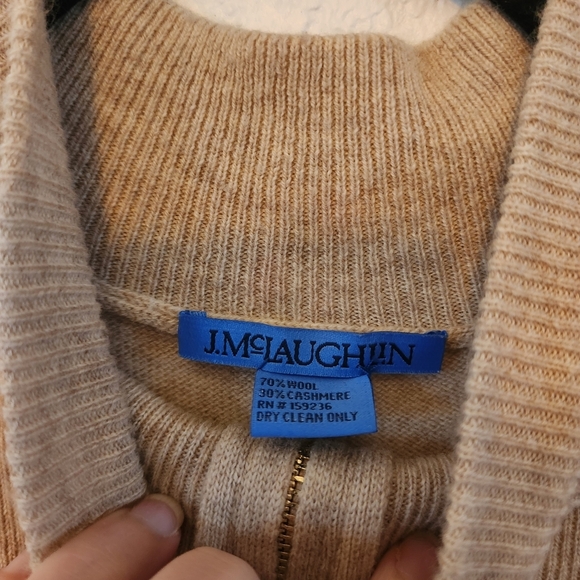 J.McLAUGHLIN
70% WOOL
30% CASHMERE
RN # 159236
DRY CLEAN ONLY